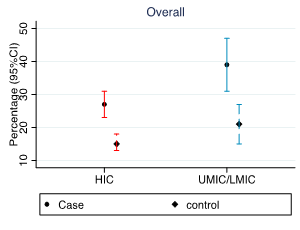 Overall
Percentage (95%CI)
50
40
30
20
10
HIC UMIC/LMIC
Case control